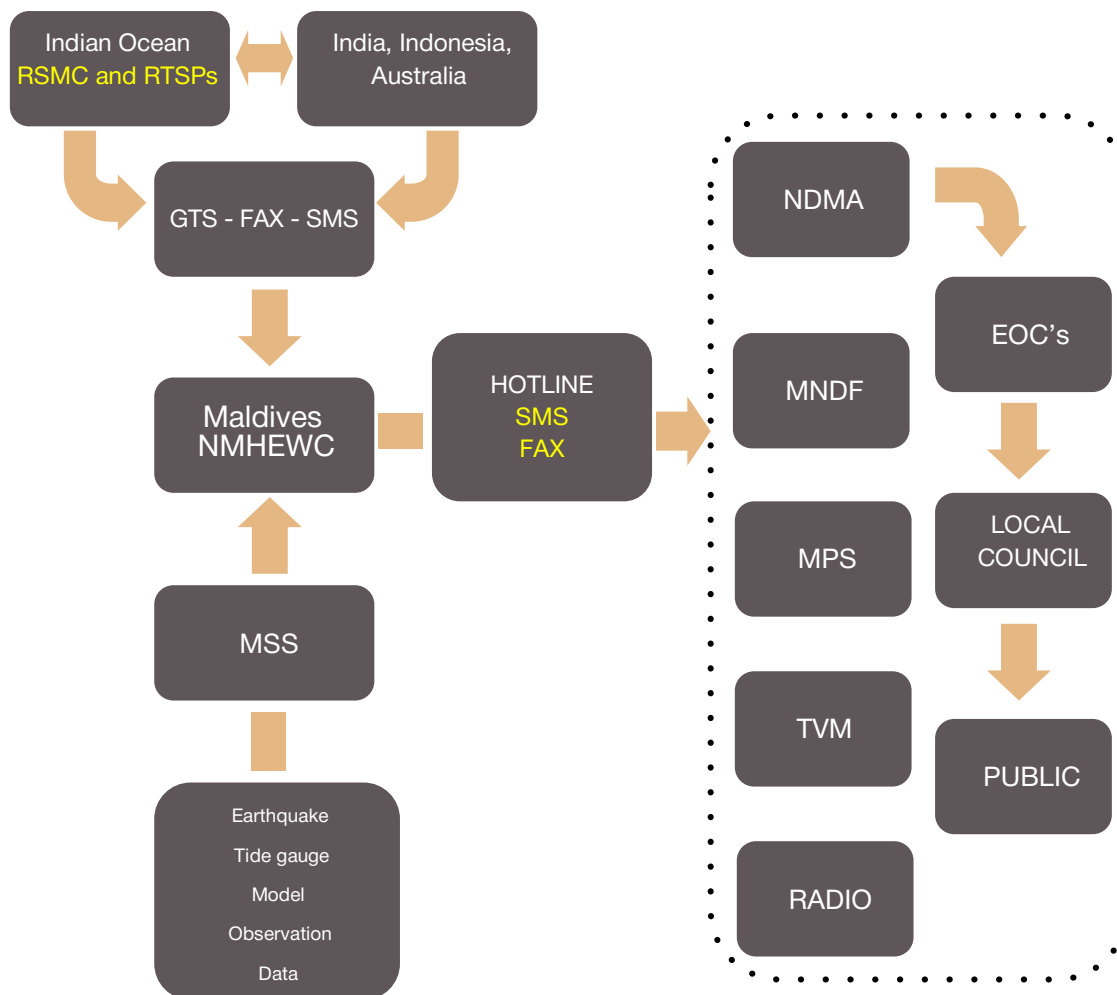 Indian Ocean
RSMC and RTSPs
India, Indonesia,
Australia
GTS - FAX - SMS
Maldives
NMHEWC
HOTLINE
SMS
FAX
MSS
Earthquake
Tide gauge
Model
Observation
Data
NDMA
MNDF
MPS
TVM
RADIO
EOC’s
LOCAL
COUNCIL
PUBLIC